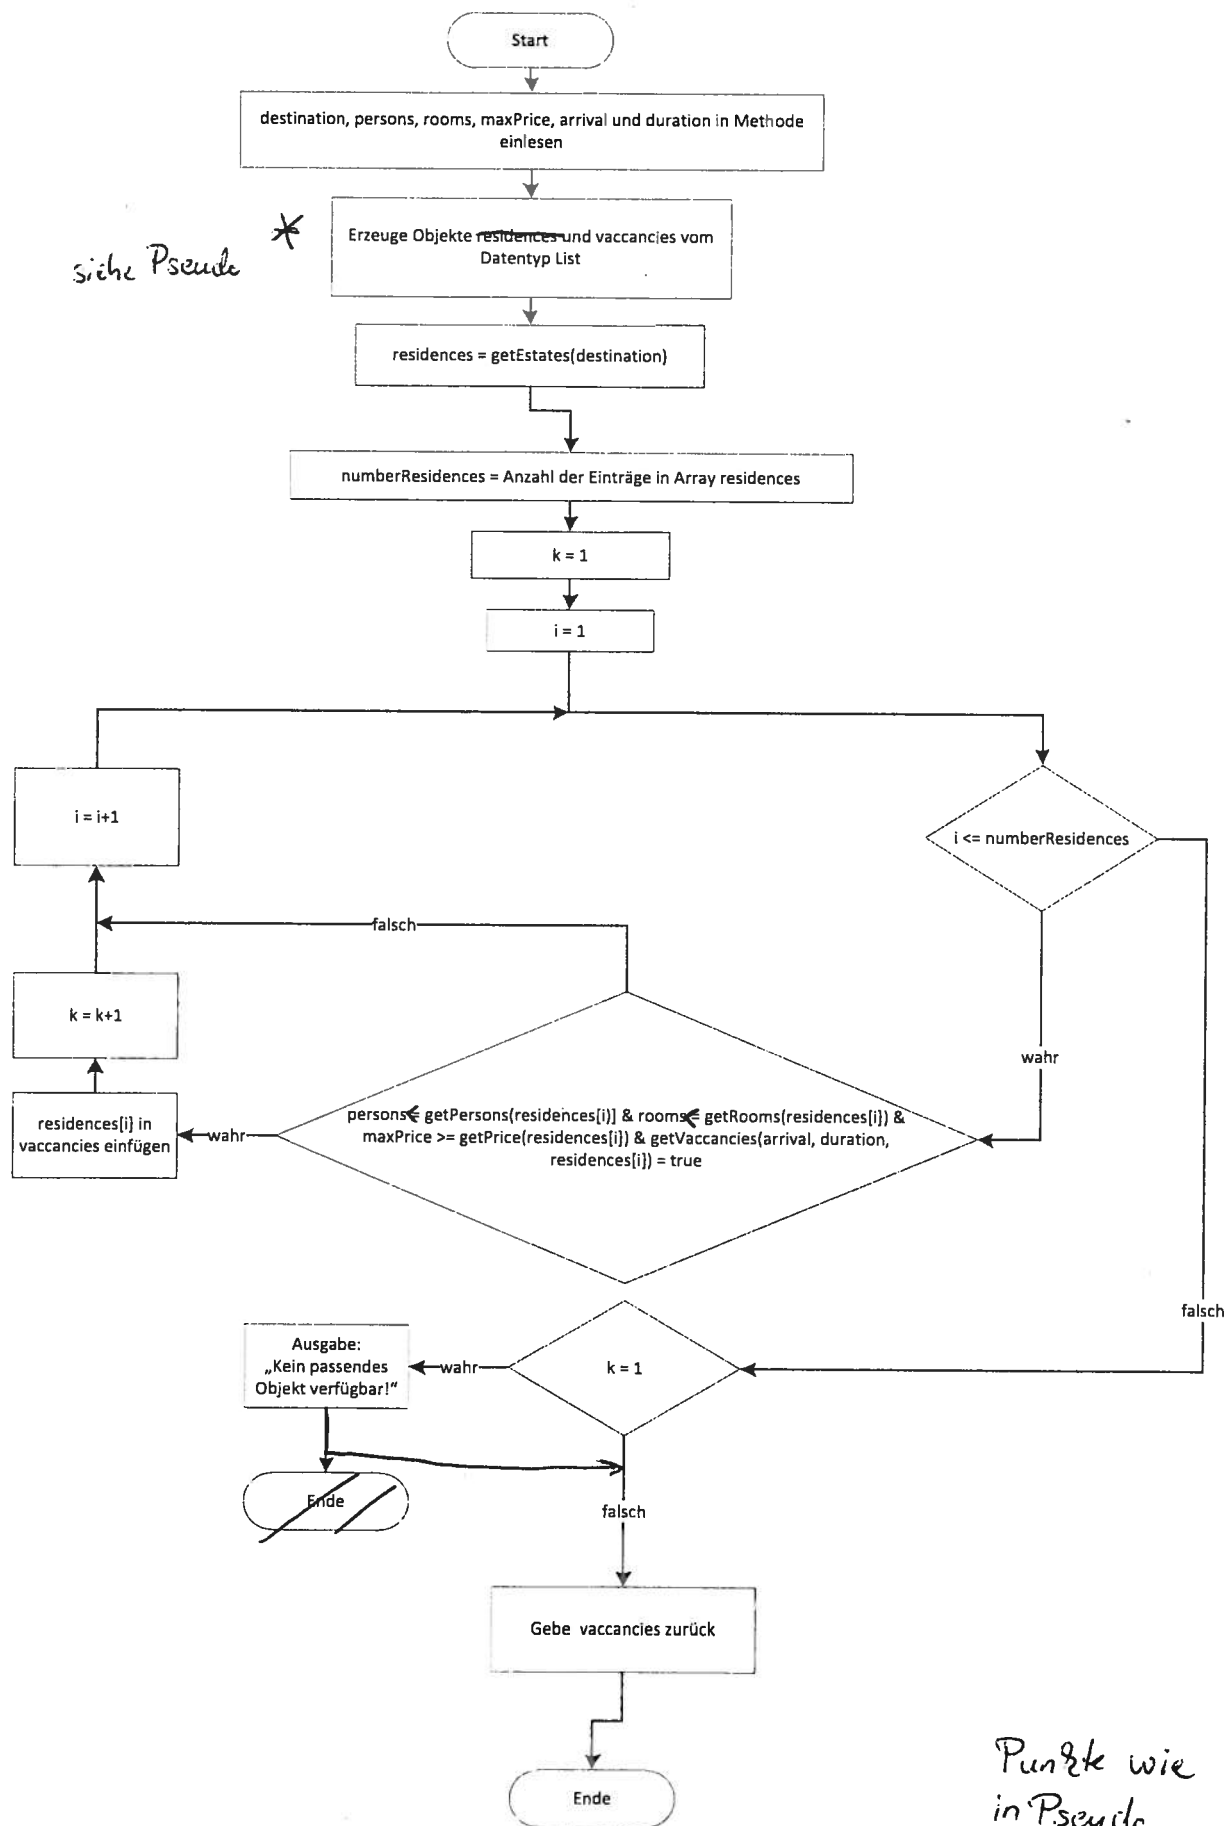 Start
destination, persons, rooms, maxPrice, arrival und duration in Methode
einlesen
siehe Pseudo
*
Erzeuge Objekte residences und vaccancies vom
Datentyp List
residences = getEstates(destination)
numberResidences = Anzahl der Einträge in Array residences
k = 1
i = 1
i = i+1
i <= numberResidences
falsch
k = k+1
wahr
residences[i] in
vaccancies einfügen
wahr
persons <= getPersons(residences[i] & rooms <= getRooms(residences[i]) &
maxPrice >= getPrice(residences[i]) & getVaccancies(arrival, duration,
residences[i]) = true
falsch
Ausgabe:
„Kein passendes
Objekt verfügbar!“
wahr
k = 1
Ende
falsch
Gebe vaccancies zurück
Ende
Punkte wie
in Pseudo